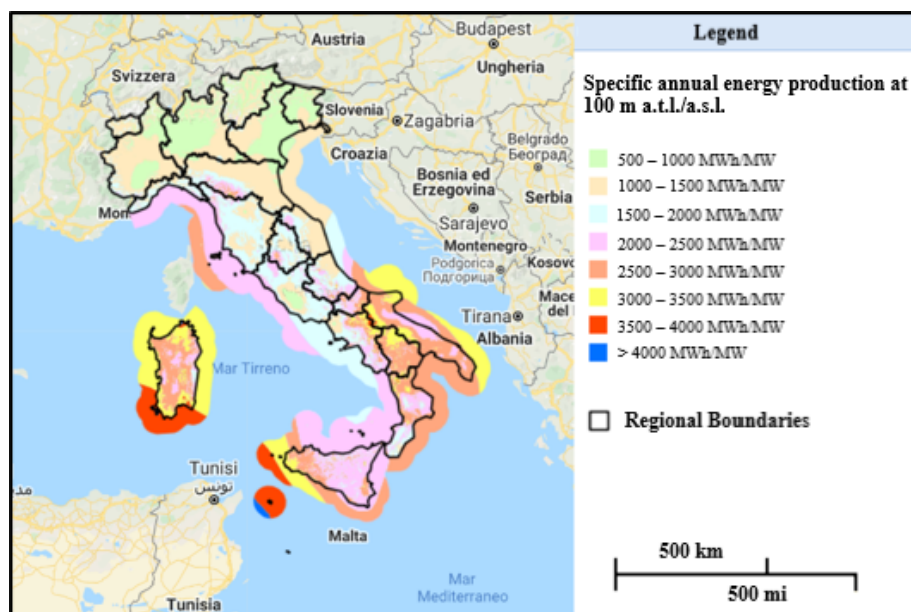 Austria
Budapest
Ungheria
Svizzera
Slovenia
Zagabria
Croazia
Belgrado
Београд
Bosnia ed
Erzegovina
Serbia
Sarajevo
Mon
Montenegro
Podgorica
Подгорица
Kosovo
Tirana
Mace
del
Albania
Mar Tirreno
Tunisi
تونس
Malta
Mar
Mediterraneo
Tunisia
Legend
Specific annual energy production at
100 m a.t.l./a.s.l.
500 – 1000 MWh/MW
1000 – 1500 MWh/MW
1500 – 2000 MWh/MW
2000 – 2500 MWh/MW
2500 – 3000 MWh/MW
3000 – 3500 MWh/MW
3500 – 4000 MWh/MW
> 4000 MWh/MW
Regional Boundaries
500 km
500 mi